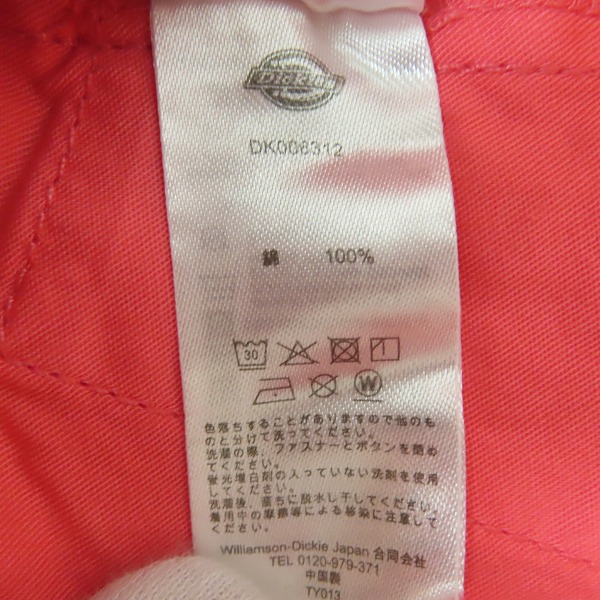 Dickies
DK006312
綿 100%
30
W
色落ちすることがありますので他のも
のと分けて洗ってください。
洗濯の際、ファスナーとボタンを閉め
てください。
蛍光増白剤の入っていない洗剤を使用
してください。
洗濯後、直ちに脱水し干してください。
着用中の摩擦等による移染に注意して
ください。
Williamson-Dickie Japan 合同会社
TEL 0120-979-371
中国製
TY013